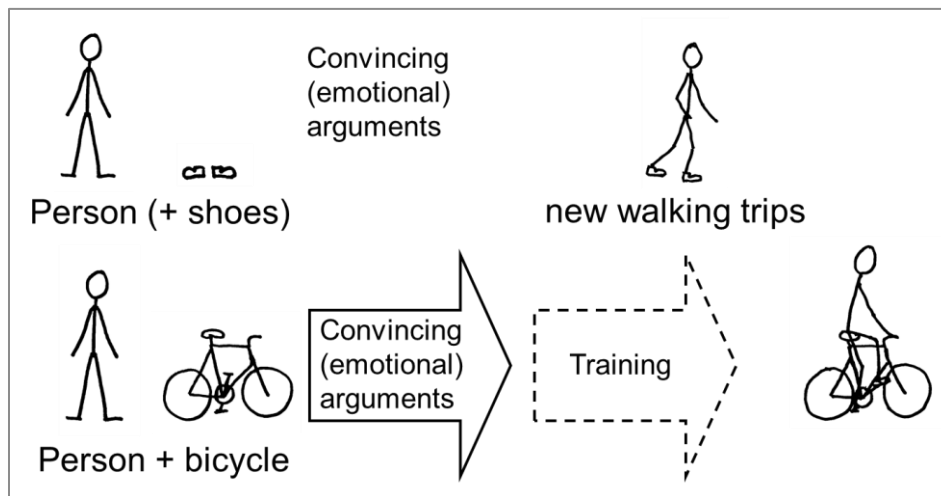 Convincing
(emotional)
arguments
Person (+ shoes)
new walking trips
Convincing
(emotional)
arguments
Training
Person + bicycle